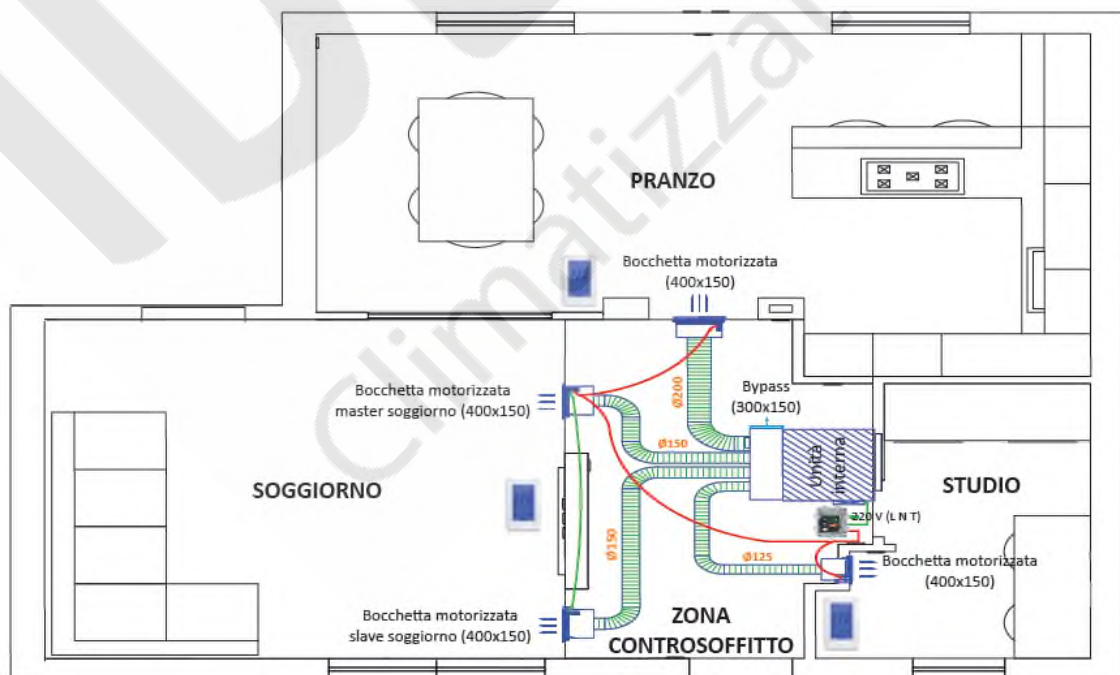 PRANZO
Bocchetta motorizzata
(400x150)
Bocchetta motorizzata
master soggiorno (400x150)
Ø200
Bypass
(300x150)
Ø150
Unità
interna
SOGGIORNO
STUDIO
220 V (L N T)
Ø150
Ø125
Bocchetta motorizzata
(400x150)
Bocchetta motorizzata
slave soggiorno (400x150)
ZONA
CONTROSOFFITTO